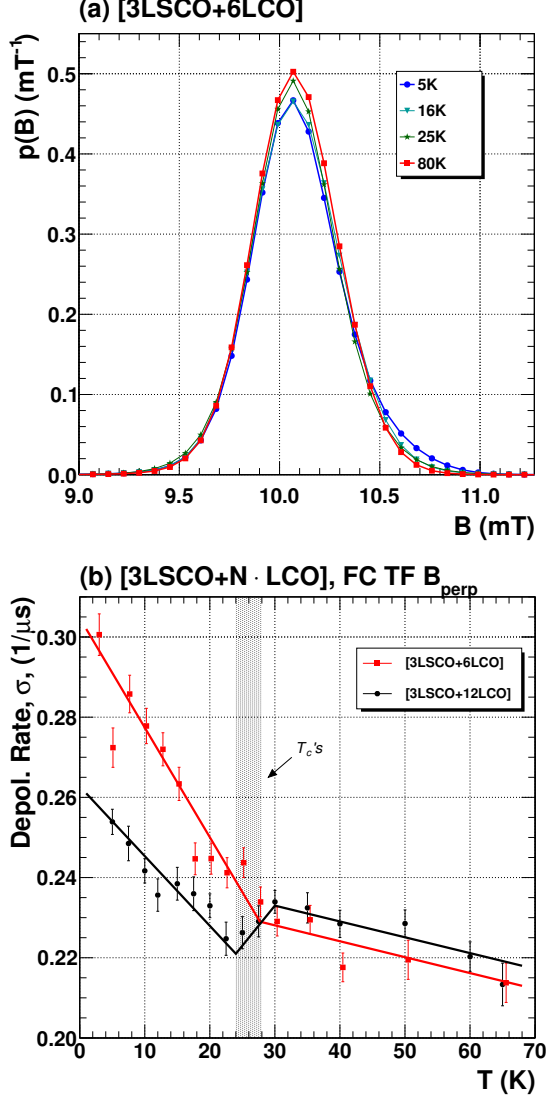 (a) [3LSCO+6LCO]
p(B) (mT⁻¹)
0.5
0.4
0.3
0.2
0.1
0.0
5K
16K
25K
80K
9.0 9.5 10.0 10.5 11.0
B (mT)
(b) [3LSCO+N · LCO], FC TF B_perp
Depol. Rate, σ, (1/μs)
0.30
0.28
0.26
0.24
0.22
0.20
[3LSCO+6LCO]
[3LSCO+12LCO]
T_c's
0 10 20 30 40 50 60 70
T (K)